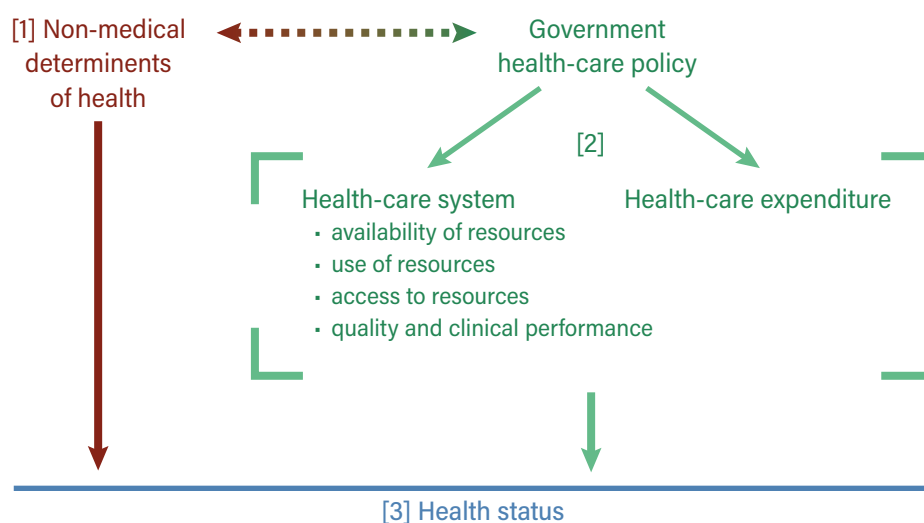 [1] Non-medical
determinents
of health
Government
health-care policy
[2]
Health-care system
▪ availability of resources
▪ use of resources
▪ access to resources
▪ quality and clinical performance
Health-care expenditure
[3] Health status